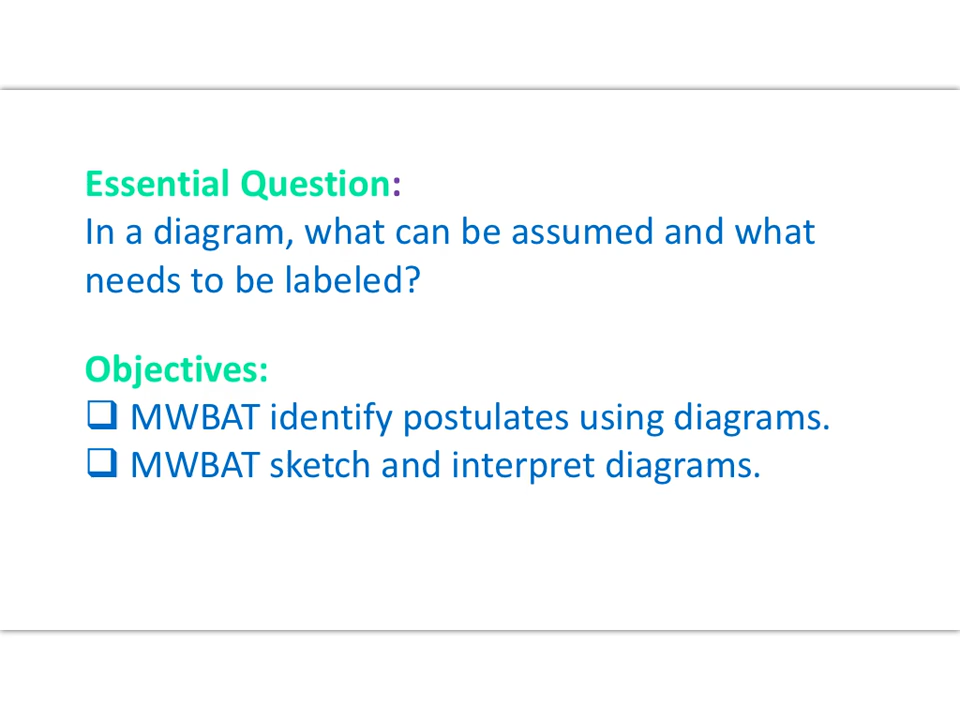 Essential Question:
In a diagram, what can be assumed and what
needs to be labeled?
Objectives:
❑ MWBAT identify postulates using diagrams.
❑ MWBAT sketch and interpret diagrams.